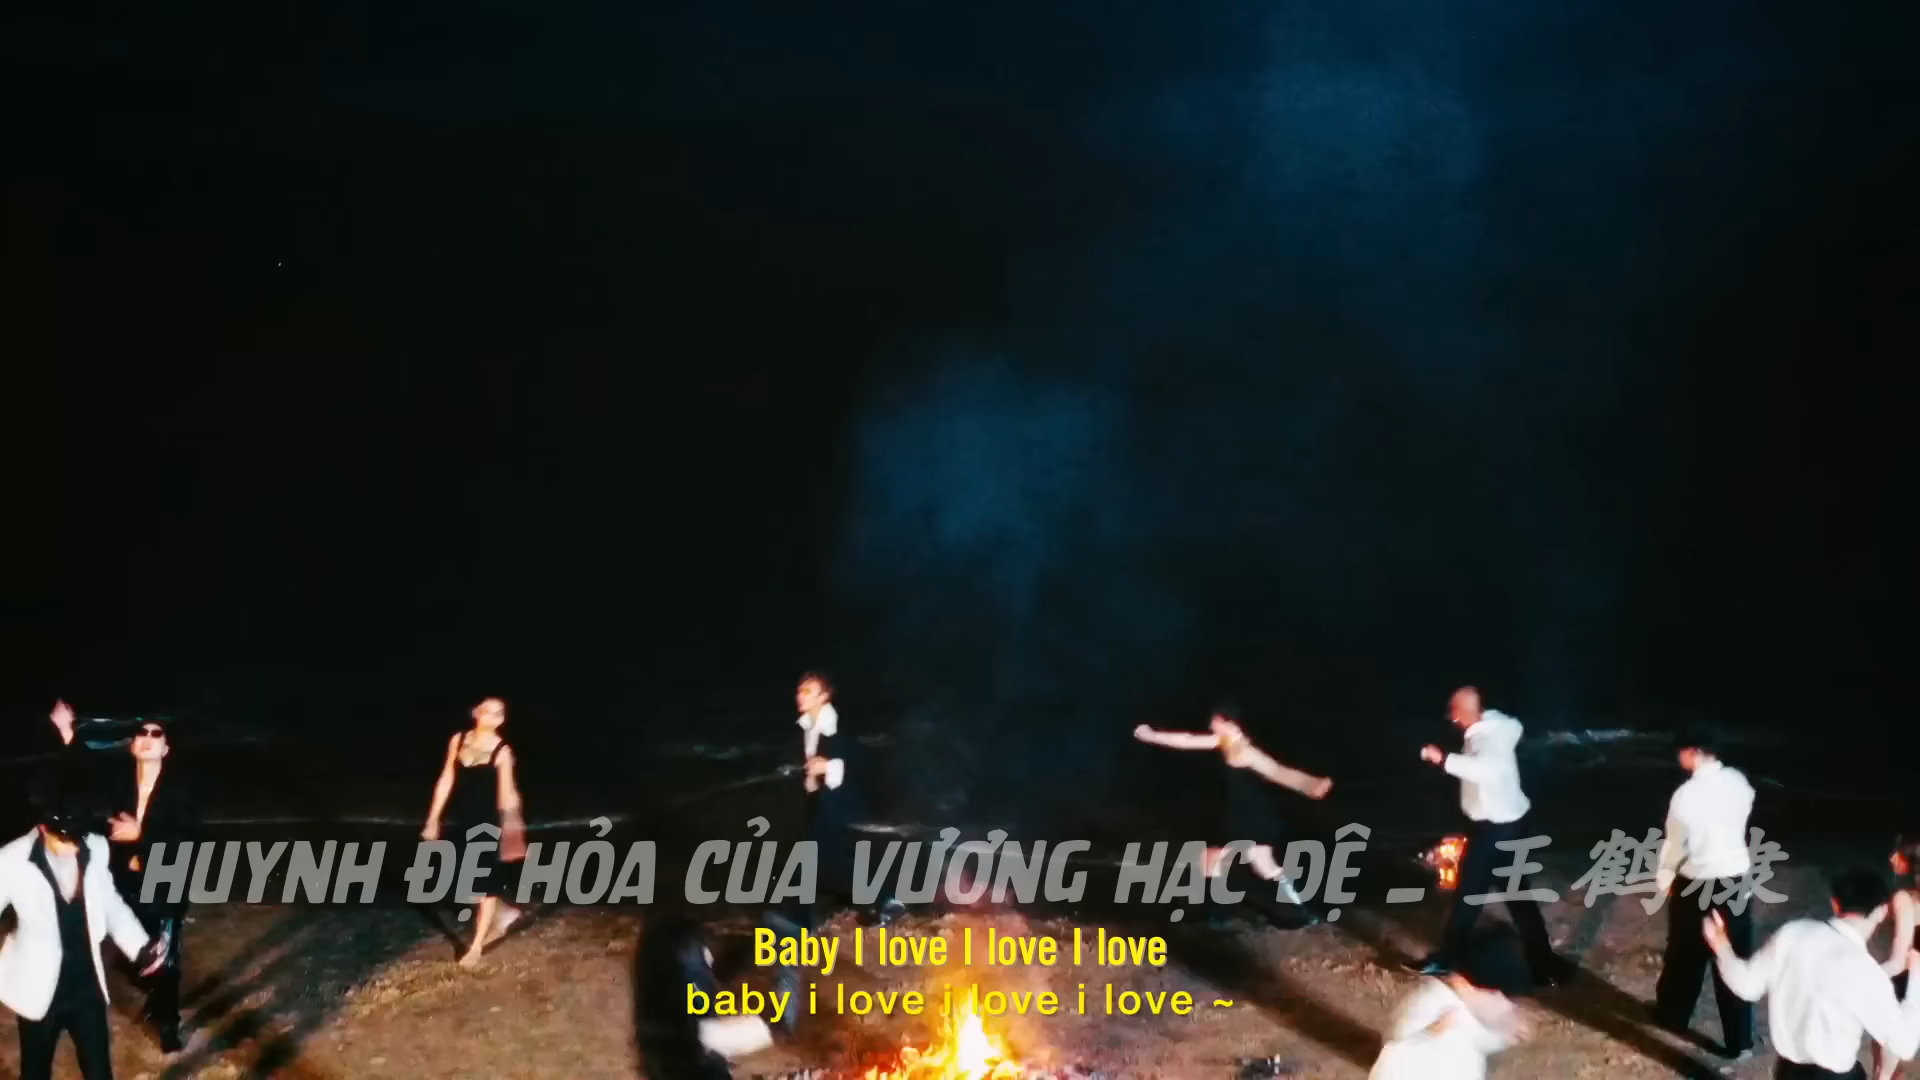 HUYNH ĐỆ HỎA CỦA VƯƠNG HẠC ĐỆ - 王鹤棣
Baby I love I love I love
baby i love i love i love ~